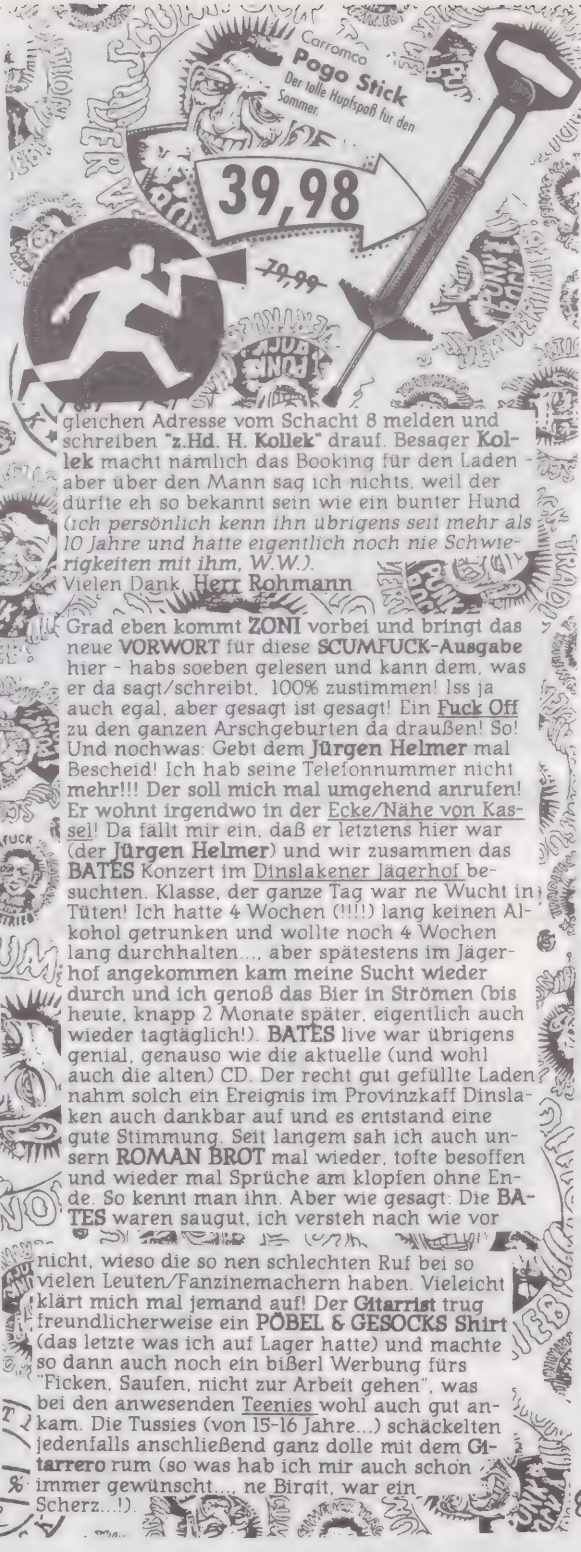 Carromco
Pogo Stick
Der tolle Hüpfspaß für den
Sommer.
39,98
79,99
gleichen Adresse vom Schacht 8 melden und
schreiben "z.Hd. H. Kollek" drauf. Besager Kol-
lek macht nämlich das Booking für den Laden -
aber über den Mann sag ich nichts, weil der
dürfte eh so bekannt sein wie ein bunter Hund
(ich persönlich kenn ihn übrigens seit mehr als
10 Jahre und hatte eigentlich noch nie Schwie-
rigkeiten mit ihm, W.W.).
Vielen Dank Herr Rohmann
Grad eben kommt ZONI vorbei und bringt das
neue VORWORT für diese SCUMFUCK-Ausgabe
hier - habs soeben gelesen und kann dem, was
er da sagt/schreibt, 100% zustimmen! Iss ja
auch egal, aber gesagt ist gesagt! Ein Fuck Off
zu den ganzen Arschgeburten da draußen! So!
Und nochwas: Gebt dem Jürgen Helmer mal
Bescheid! Ich hab seine Telefonnummer nicht
mehr!!! Der soll mich mal umgehend anrufen!
Er wohnt irgendwo in der Ecke/Nähe von Kas-
sel! Da fällt mir ein, daß er letztens hier war
(der Jürgen Helmer) und wir zusammen das
BATES Konzert im Dinslakener Jägerhof be-
suchten. Klasse, der ganze Tag war ne Wucht in
Tüten! Ich hatte 4 Wochen (!!!!) lang keinen Al-
kohol getrunken und wollte noch 4 Wochen
lang durchhalten..., aber spätestens im Jäger-
hof angekommen kam meine Sucht wieder
durch und ich genoß das Bier in Strömen (bis
heute, knapp 2 Monate später, eigentlich auch
wieder tagtäglich!). BATES live war übrigens
genial, genauso wie die aktuelle (und wohl
auch die alten) CD. Der recht gut gefüllte Laden
nahm solch ein Ereignis im Provinzkaff Dinsla-
ken auch dankbar auf und es entstand eine
gute Stimmung. Seit langem sah ich auch un-
sern ROMAN BROT mal wieder, tofte besoffen
und wieder mal Sprüche am klopfen ohne En-
de. So kennt man ihn. Aber wie gesagt: Die BA-
TES waren saugut, ich versteh nach wie vor
nicht, wieso die so nen schlechten Ruf bei so
vielen Leuten/Fanzinemachern haben. Vieleicht
klärt mich mal jemand auf! Der Gitarrist trug
freundlicherweise ein PÖBEL & GESOCKS Shirt
(das letzte was ich auf Lager hatte) und machte
so dann auch noch ein bißerl Werbung fürs
"Ficken, Saufen, nicht zur Arbeit gehen", was
bei den anwesenden Teenies wohl auch gut an-
kam. Die Tussies (von 15-16 Jahre...) schäckelten
jedenfalls anschließend ganz dolle mit dem Gi-
tarrero rum (so was hab ich mir auch schon
immer gewünscht..., ne Birgit, war ein
Scherz...!).